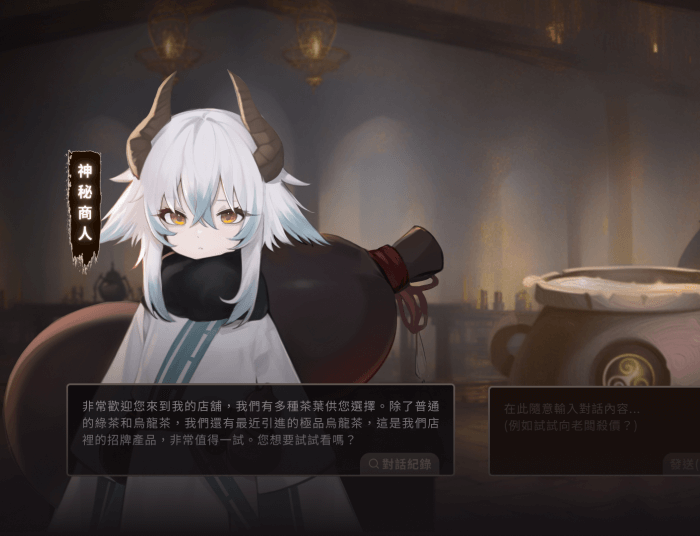 神秘商人
非常歡迎您來到我的店舖，我們有多種茶葉供您選擇。除了普通
的綠茶和烏龍茶，我們還有最近引進的極品烏龍茶，這是我們店
裡的招牌產品，非常值得一試。您想要試試看嗎？
對話紀錄
在此隨意輸入對話內容...
(例如試試向老闆殺價？)
發送